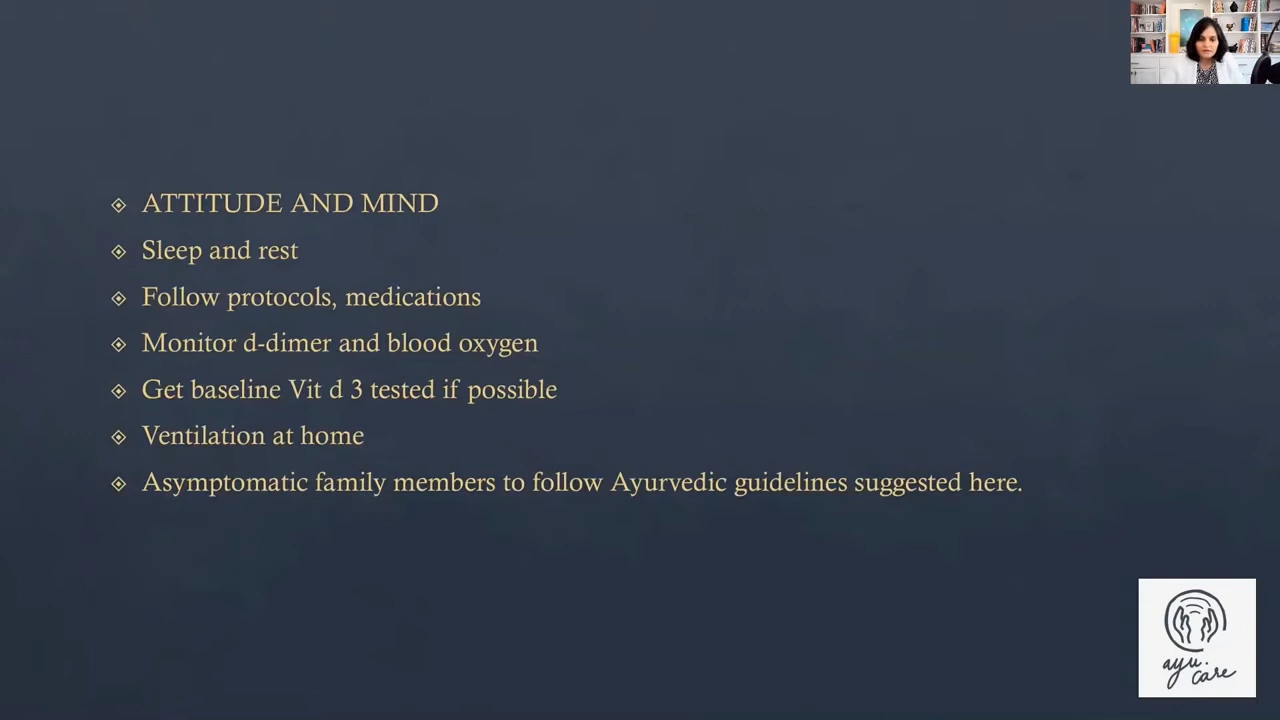 ATTITUDE AND MIND
Sleep and rest
Follow protocols, medications
Monitor d-dimer and blood oxygen
Get baseline Vit d 3 tested if possible
Ventilation at home
Asymptomatic family members to follow Ayurvedic guidelines suggested here.
ayu.
care